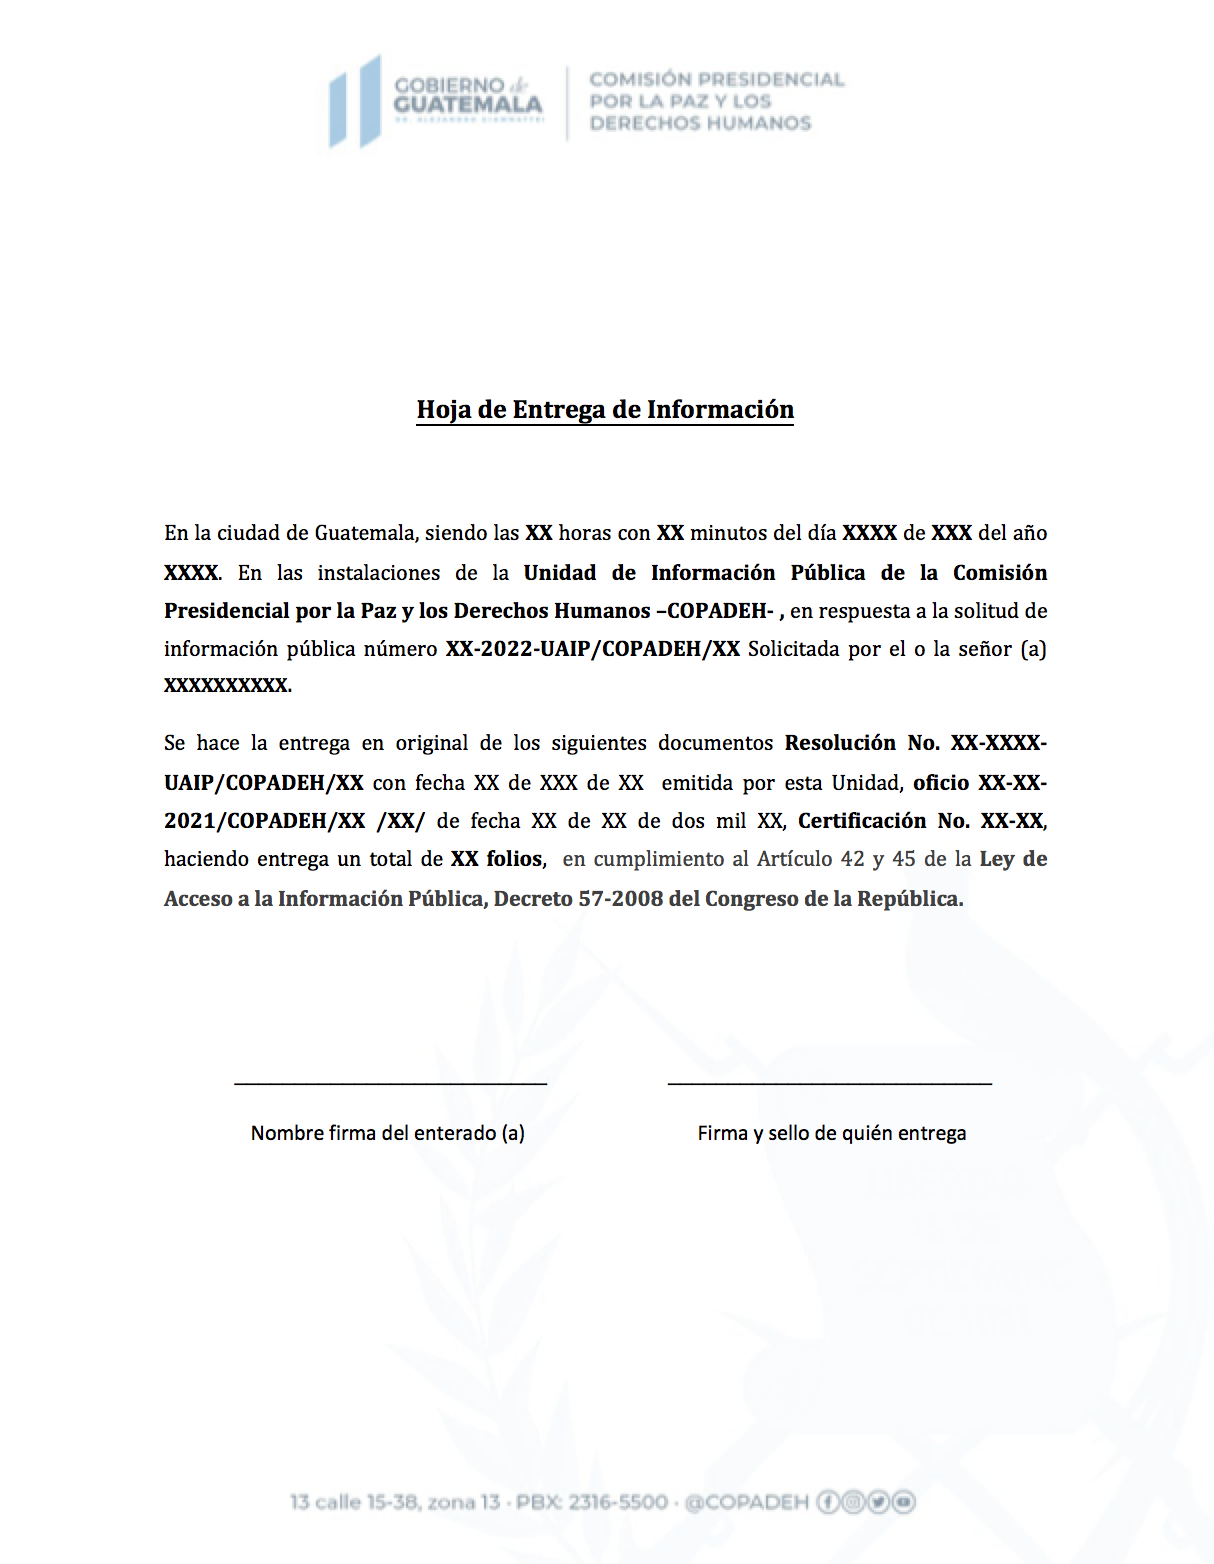 GOBIERNO de
GUATEMALA
DR. ALEJANDRO GIAMMATTEI
COMISIÓN PRESIDENCIAL
POR LA PAZ Y LOS
DERECHOS HUMANOS
Hoja de Entrega de Información
En la ciudad de Guatemala, siendo las XX horas con XX minutos del día XXXX de XXX del año
XXXX. En las instalaciones de la Unidad de Información Pública de la Comisión
Presidencial por la Paz y los Derechos Humanos –COPADEH- , en respuesta a la solitud de
información pública número XX-2022-UAIP/COPADEH/XX Solicitada por el o la señor (a)
XXXXXXXXXX.
Se hace la entrega en original de los siguientes documentos Resolución No. XX-XXXX-
UAIP/COPADEH/XX con fecha XX de XXX de XX emitida por esta Unidad, oficio XX-XX-
2021/COPADEH/XX /XX/ de fecha XX de XX de dos mil XX, Certificación No. XX-XX,
haciendo entrega un total de XX folios, en cumplimiento al Artículo 42 y 45 de la Ley de
Acceso a la Información Pública, Decreto 57-2008 del Congreso de la República.
Nombre firma del enterado (a)
Firma y sello de quién entrega
13 calle 15-38, zona 13 · PBX: 2316-5500 · @COPADEH